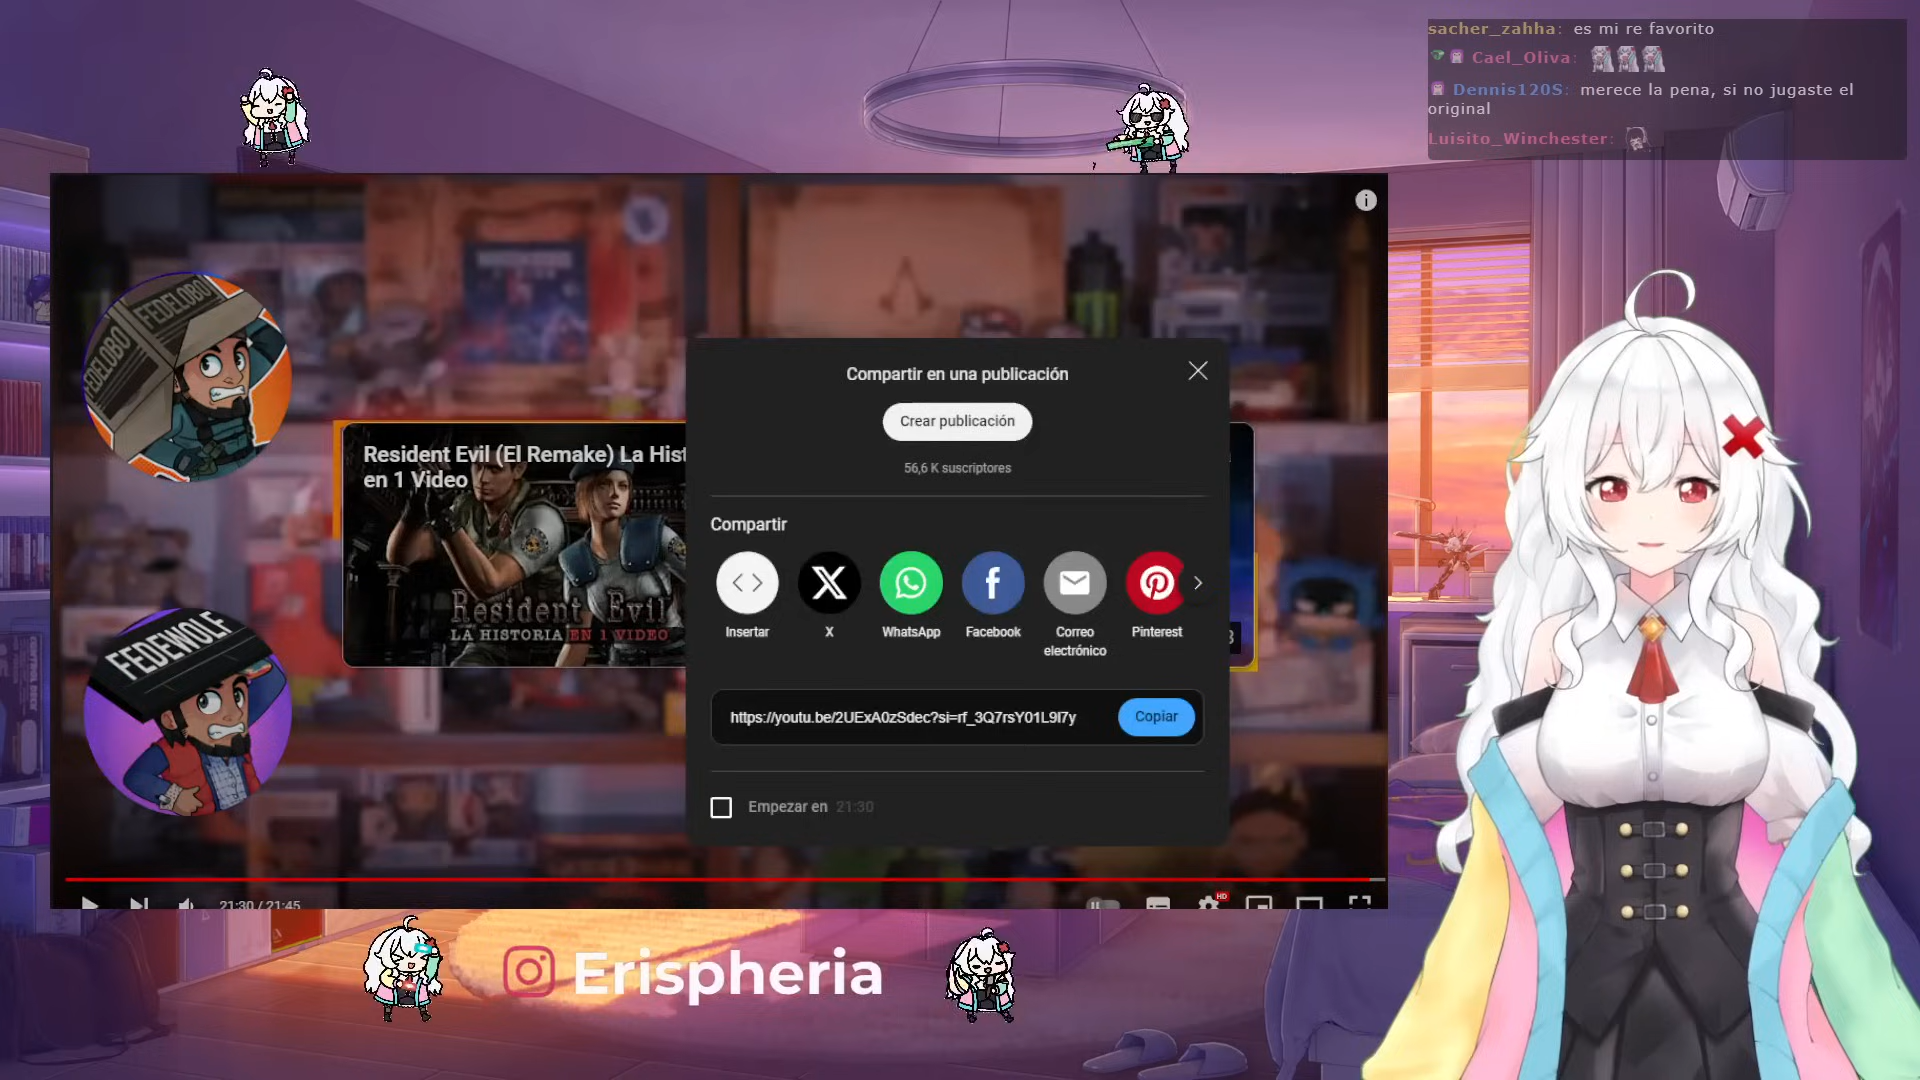 sacher_zahha: es mi re favorito
Cael_Oliva:
Dennis120S: merece la pena, si no jugaste el
original
Luisito_Winchester:
FEDELOBO
FEDELOBO
Resident Evil (El Remake) La Hist
en 1 Video
Resident Evil
LA HISTORIA EN 1 VIDEO
FEDEWOLF
Compartir en una publicación
Crear publicación
56,6 K suscriptores
Compartir
Insertar
X
WhatsApp
Facebook
Correo
electrónico
Pinterest
https://youtu.be/2UExA0zSdec?si=rf_3Q7rsY01L9I7y
Copiar
Empezar en 21:30
21:30 / 21:45
HD
Erispheria